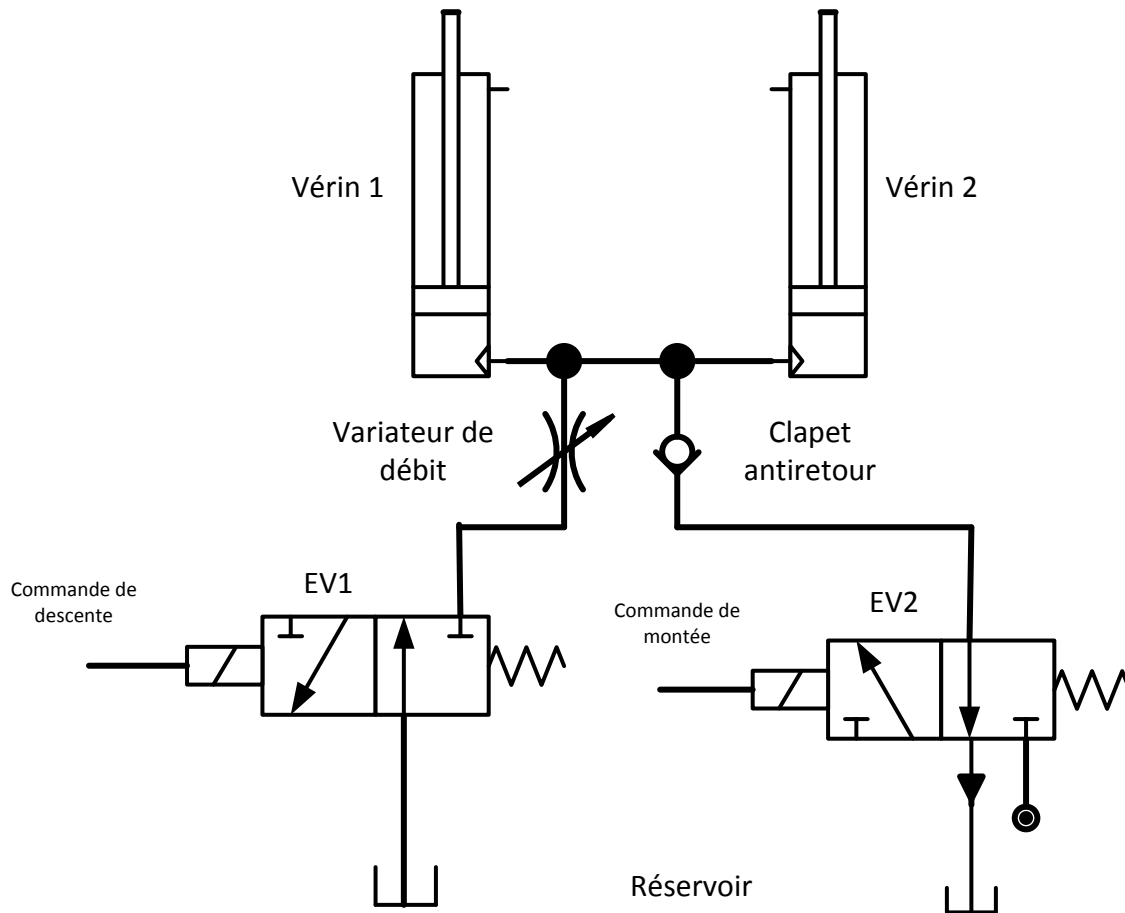 Vérin 1
Vérin 2
Variateur de
débit
Clapet
antiretour
Commande de
descente
EV1
Commande de
montée
EV2
Réservoir